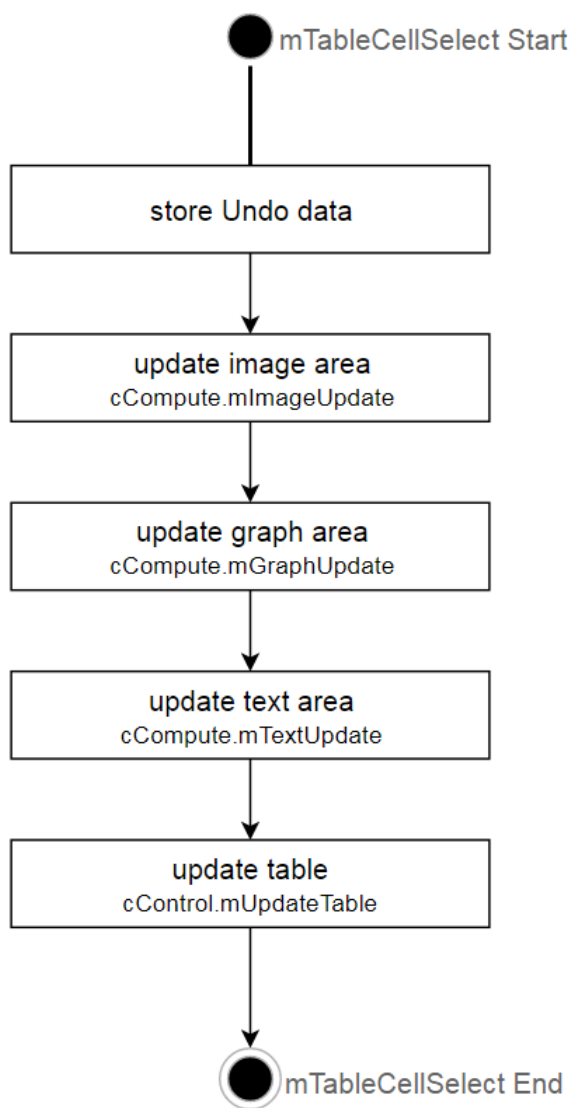 mTableCellSelect Start
store Undo data
update image area
cCompute.mImageUpdate
update graph area
cCompute.mGraphUpdate
update text area
cCompute.mTextUpdate
update table
cControl.mUpdateTable
mTableCellSelect End